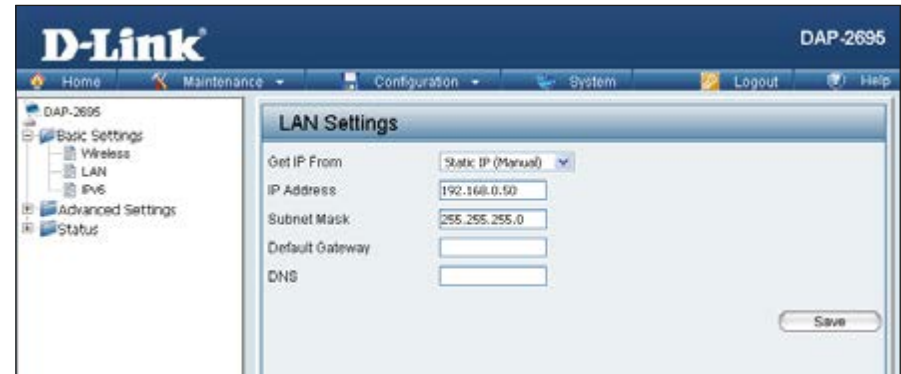 D-Link
DAP-2695
Home Maintenance Configuration System Logout Help
DAP-2695
Basic Settings
Wireless
LAN
IPv6
Advanced Settings
Status
LAN Settings
Get IP From Static IP (Manual)
IP Address 192.168.0.50
Subnet Mask 255.255.255.0
Default Gateway
DNS
Save